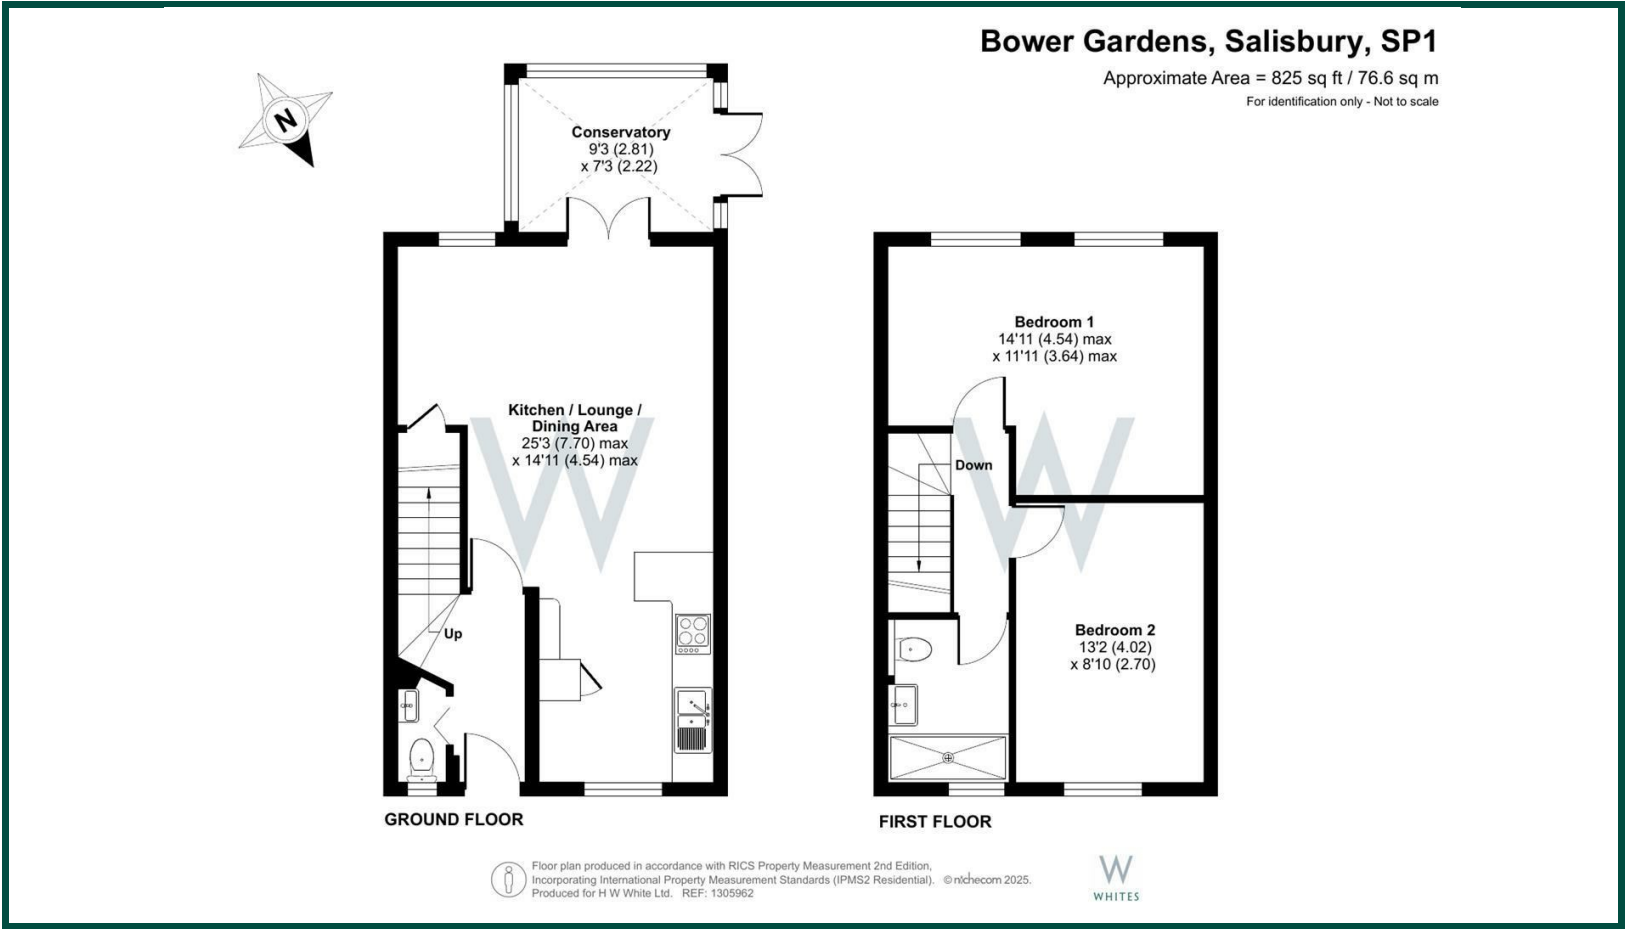 Bower Gardens, Salisbury, SP1
Approximate Area = 825 sq ft / 76.6 sq m
For identification only - Not to scale
N
Conservatory
9'3 (2.81)
x 7'3 (2.22)
Kitchen / Lounge /
Dining Area
25'3 (7.70) max
x 14'11 (4.54) max
Up
GROUND FLOOR
Bedroom 1
14'11 (4.54) max
x 11'11 (3.64) max
Down
Bedroom 2
13'2 (4.02)
x 8'10 (2.70)
FIRST FLOOR
Floor plan produced in accordance with RICS Property Measurement 2nd Edition,
Incorporating International Property Measurement Standards (IPMS2 Residential). © nichecom 2025.
Produced for H W White Ltd. REF: 1305962
W
WHITES